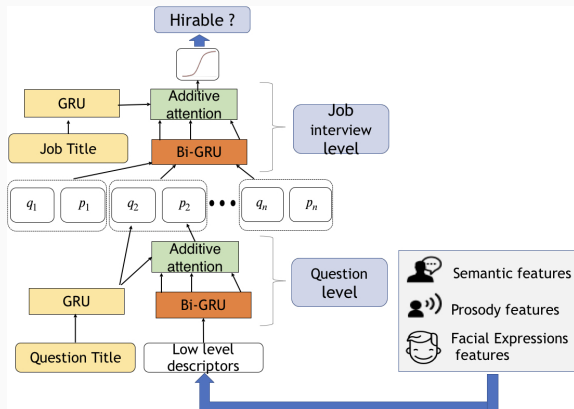 Hirable ?
GRU
Additive
attention
Job
interview
level
Job Title
Bi-GRU
q1 p1 q2 p2 ••• qn pn
Additive
attention
Question
level
GRU
Bi-GRU
Question Title
Low level
descriptors
Semantic features
Prosody features
Facial Expressions
features